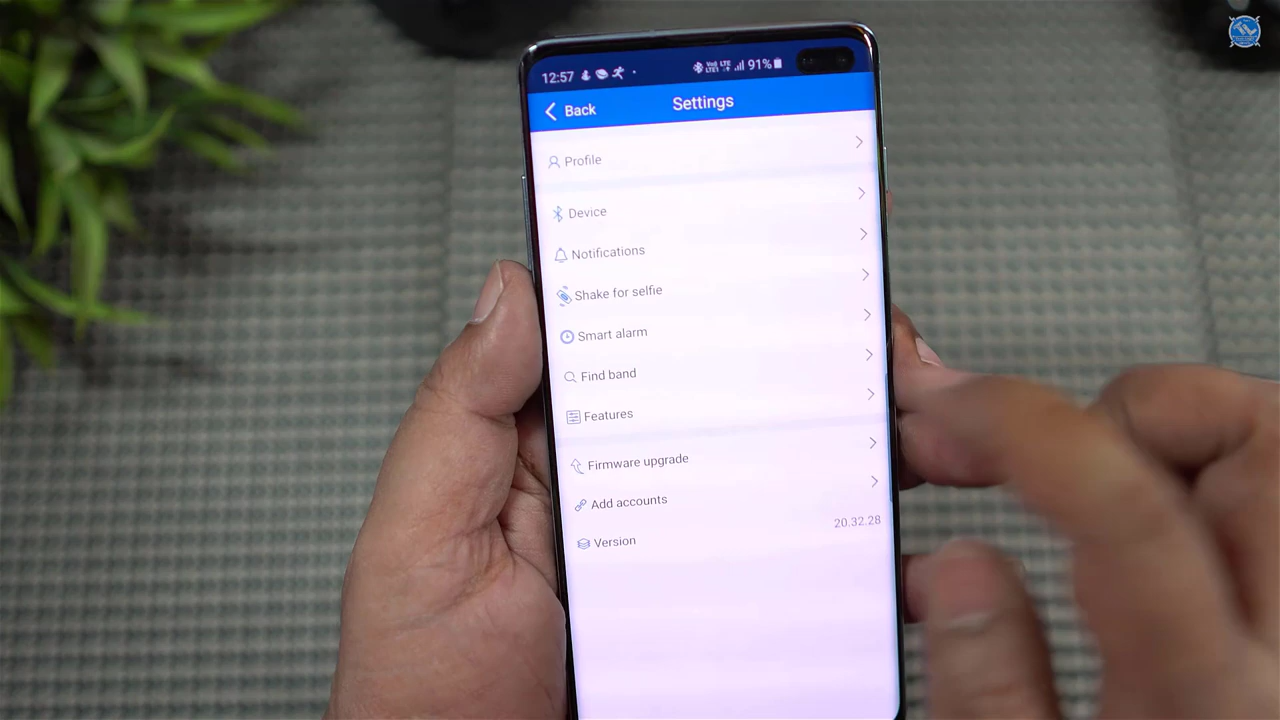 12:57 91%
Back Settings
Profile
Device
Notifications
Shake for selfie
Smart alarm
Find band
Features
Firmware upgrade
Add accounts
Version 20.32.28